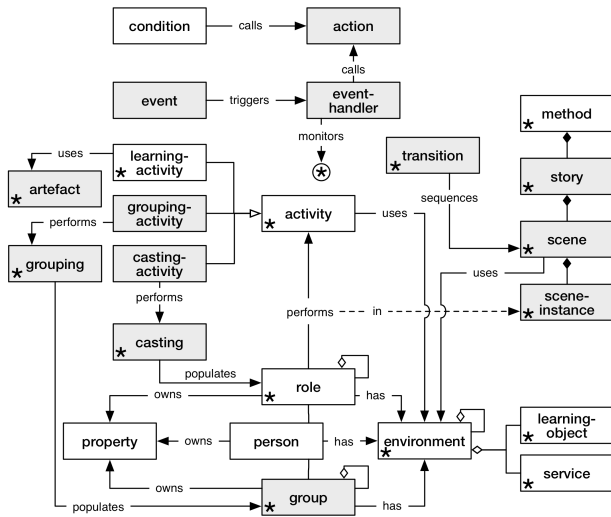 condition
calls
action
calls
event
triggers
event-
handler
monitors
*
method
*
transition
*
story
*
sequences
scene
*
uses
scene-
instance
*
uses
learning-
activity
*
artefact
*
grouping-
activity
performs
grouping
*
casting-
activity
performs
casting
*
activity
*
uses
performs
in
populates
role
*
owns
has
property
owns
person
has
environment
*
owns
populates
group
*
has
learning-
object
*
service
*